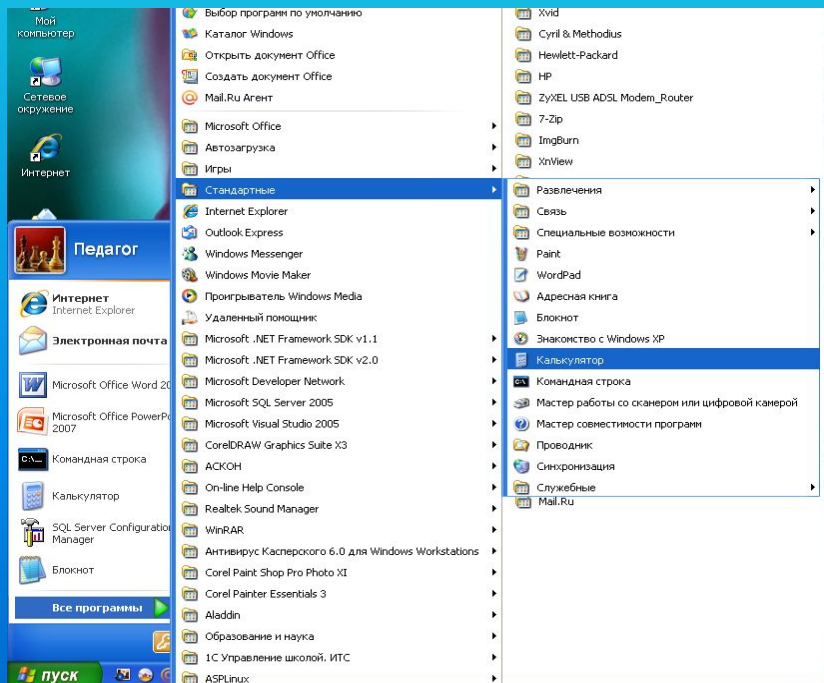 Мой
компьютер
Сетевое
окружение
Интернет
Педагог
Интернет
Internet Explorer
Электронная почта
Microsoft Office Word 20
Microsoft Office PowerPo
2007
Командная строка
Калькулятор
SQL Server Configuration
Manager
Блокнот
Все программы
пуск
Выбор программ по умолчанию
Каталог Windows
Открыть документ Office
Создать документ Office
Mail.Ru Агент
Microsoft Office
Автозагрузка
Игры
Стандартные
Internet Explorer
Outlook Express
Windows Messenger
Windows Movie Maker
Проигрыватель Windows Media
Удаленный помощник
Microsoft .NET Framework SDK v1.1
Microsoft .NET Framework SDK v2.0
Microsoft Developer Network
Microsoft SQL Server 2005
Microsoft Visual Studio 2005
CorelDRAW Graphics Suite X3
АСКОН
On-line Help Console
Realtek Sound Manager
WinRAR
Антивирус Касперского 6.0 для Windows Workstations
Corel Paint Shop Pro Photo XI
Corel Painter Essentials 3
Aladdin
Образование и наука
1С Управление школой. ИТС
ASPLinux
Xvid
Cyril & Methodius
Hewlett-Packard
HP
ZyXEL USB ADSL Modem_Router
7-Zip
ImgBurn
XnView
Развлечения
Связь
Специальные возможности
Paint
WordPad
Адресная книга
Блокнот
Знакомство с Windows XP
Калькулятор
Командная строка
Мастер работы со сканером или цифровой камерой
Мастер совместимости программ
Проводник
Синхронизация
Служебные
Mail.Ru